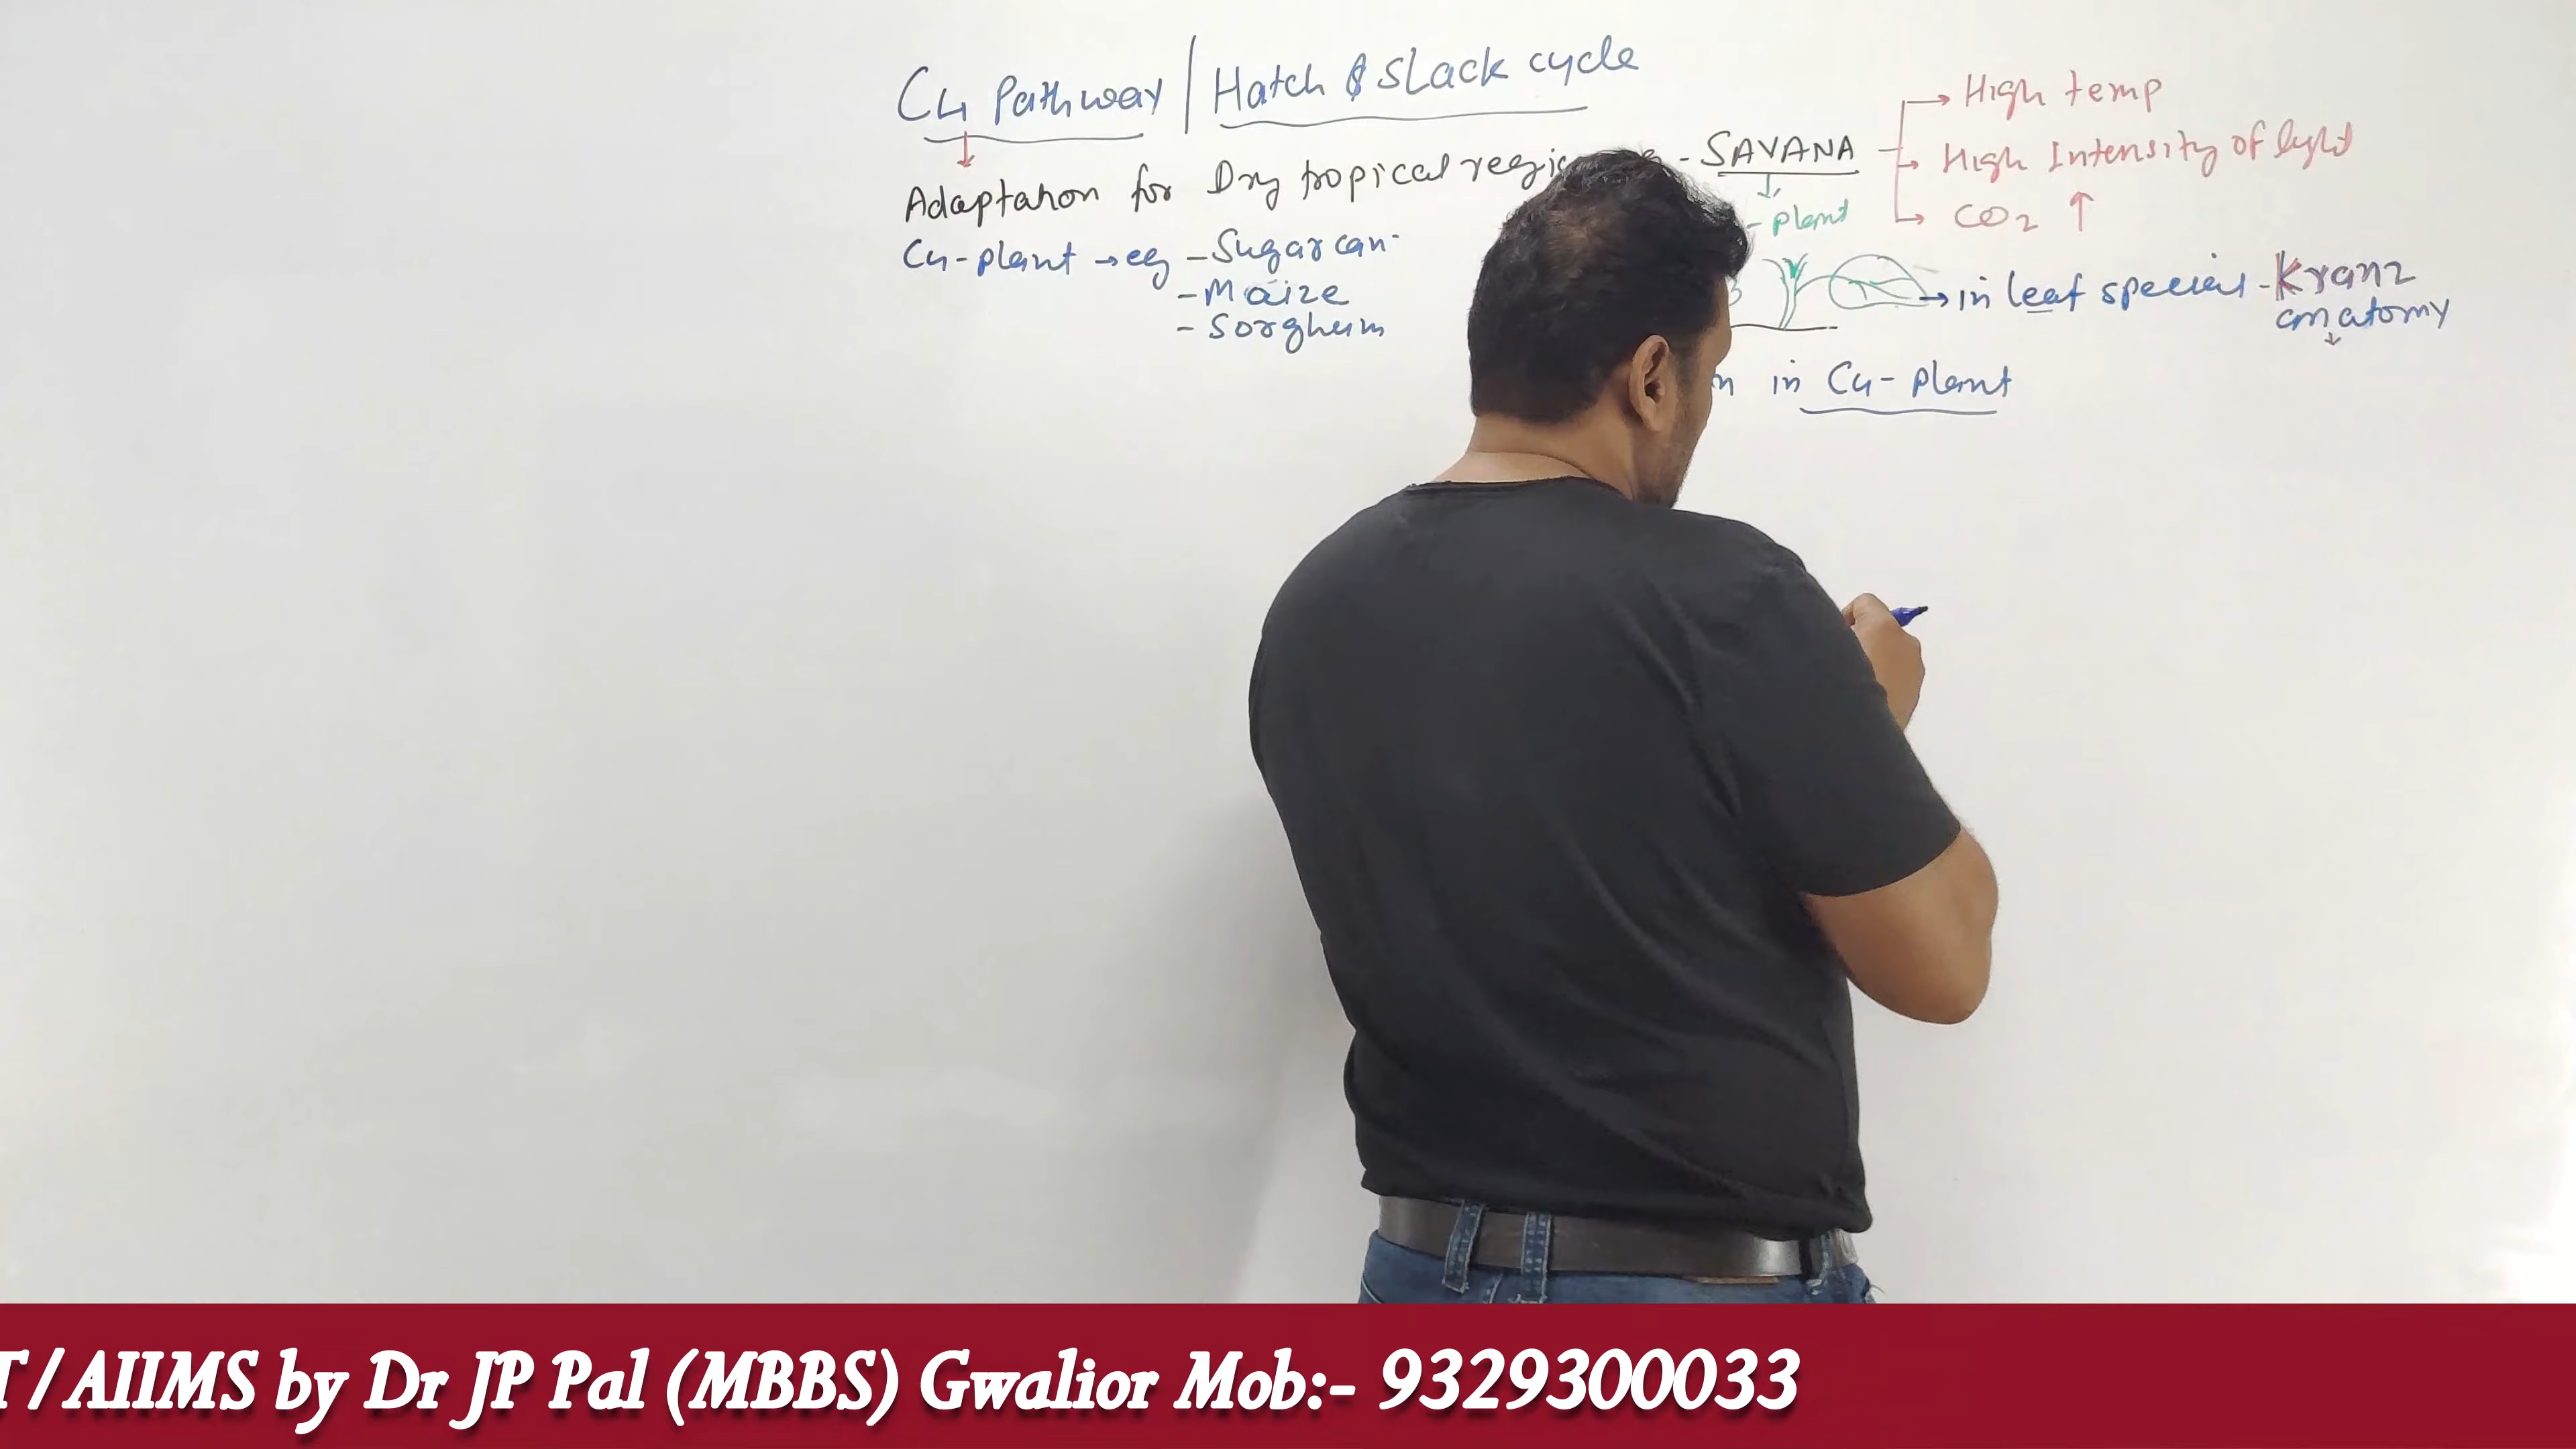 C4 Pathway / Hatch & sLack cycle
Adaptation for Dry tropical regi - SAVANA
→ High temp
→ High Intensity of light
→ CO2 ↑
- plant
C4-plant → eg - Sugarcan
- Maize
- Sorghum
→ in leaf special - Kranz
anatomy
n in C4-plant
T/AIIMS by Dr JP Pal (MBBS) Gwalior Mob:- 9329300033